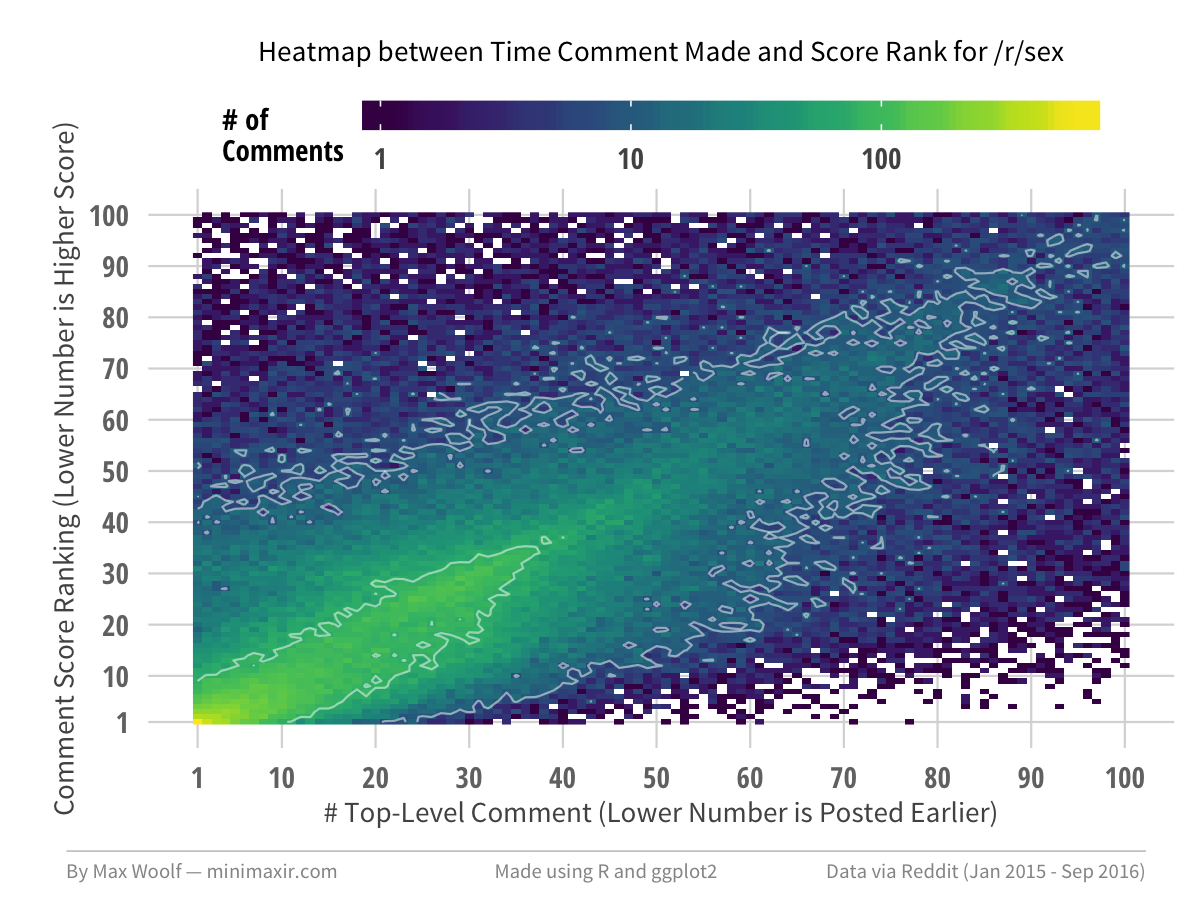 Heatmap between Time Comment Made and Score Rank for /r/sex
# of
Comments
1 10 100
Comment Score Ranking (Lower Number is Higher Score)
100
90
80
70
60
50
40
30
20
10
1
1 10 20 30 40 50 60 70 80 90 100
# Top-Level Comment (Lower Number is Posted Earlier)
By Max Woolf — minimaxir.com Made using R and ggplot2 Data via Reddit (Jan 2015 - Sep 2016)